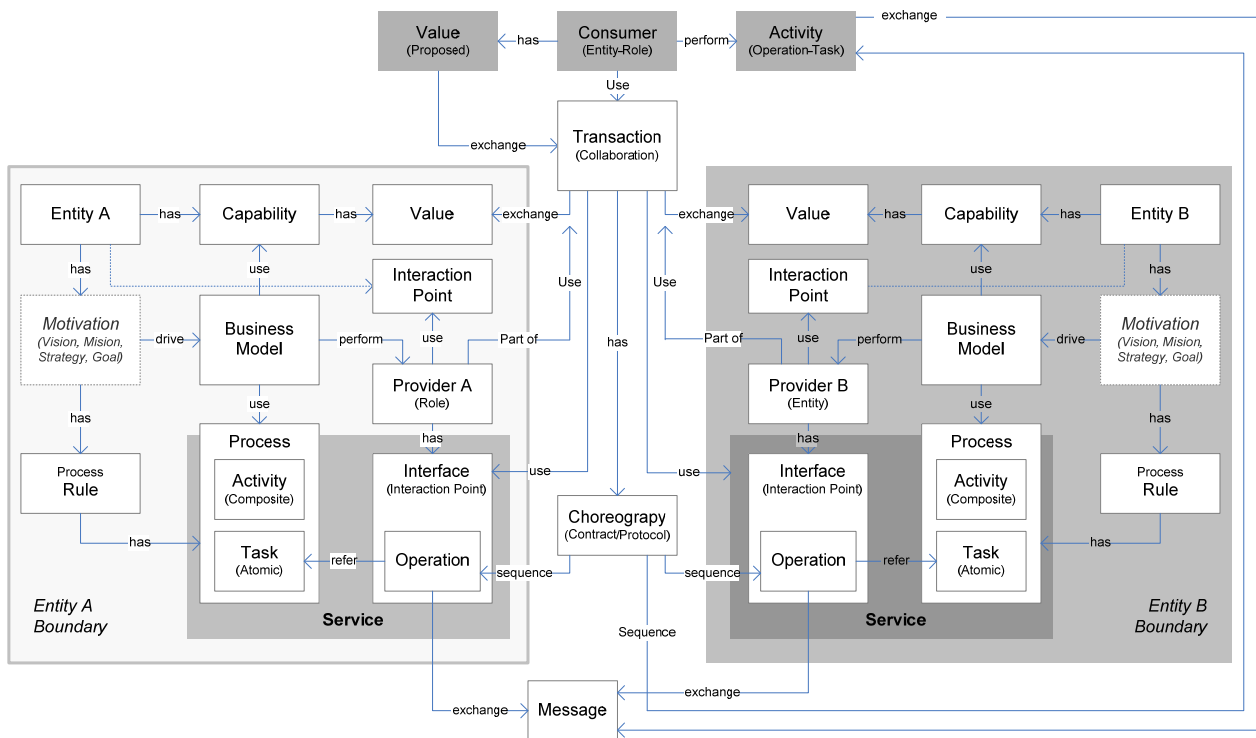 exchange
Value
(Proposed)
has
Consumer
(Entity-Role)
perform
Activity
(Operation-Task)
Use
exchange
Transaction
(Collaboration)
Entity A
has
Capability
has
Value
exchange
exchange
Value
has
Capability
has
Entity B
has
use
Interaction
Point
Use
Use
Interaction
Point
use
has
Motivation
(Vision, Mision,
Strategy, Goal)
drive
Business
Model
perform
use
Part of
has
Part of
use
perform
Business
Model
drive
Motivation
(Vision, Mision,
Strategy, Goal)
Provider A
(Role)
Provider B
(Entity)
has
use
has
has
use
has
Process
Rule
Process
Activity
(Composite)
Interface
(Interaction Point)
use
use
Interface
(Interaction Point)
Process
Activity
(Composite)
Process
Rule
Choreograpy
(Contract/Protocol)
has
Task
(Atomic)
refer
Operation
sequence
sequence
Operation
refer
Task
(Atomic)
has
Entity A
Boundary
Service
Sequence
Service
Entity B
Boundary
exchange
Message
exchange